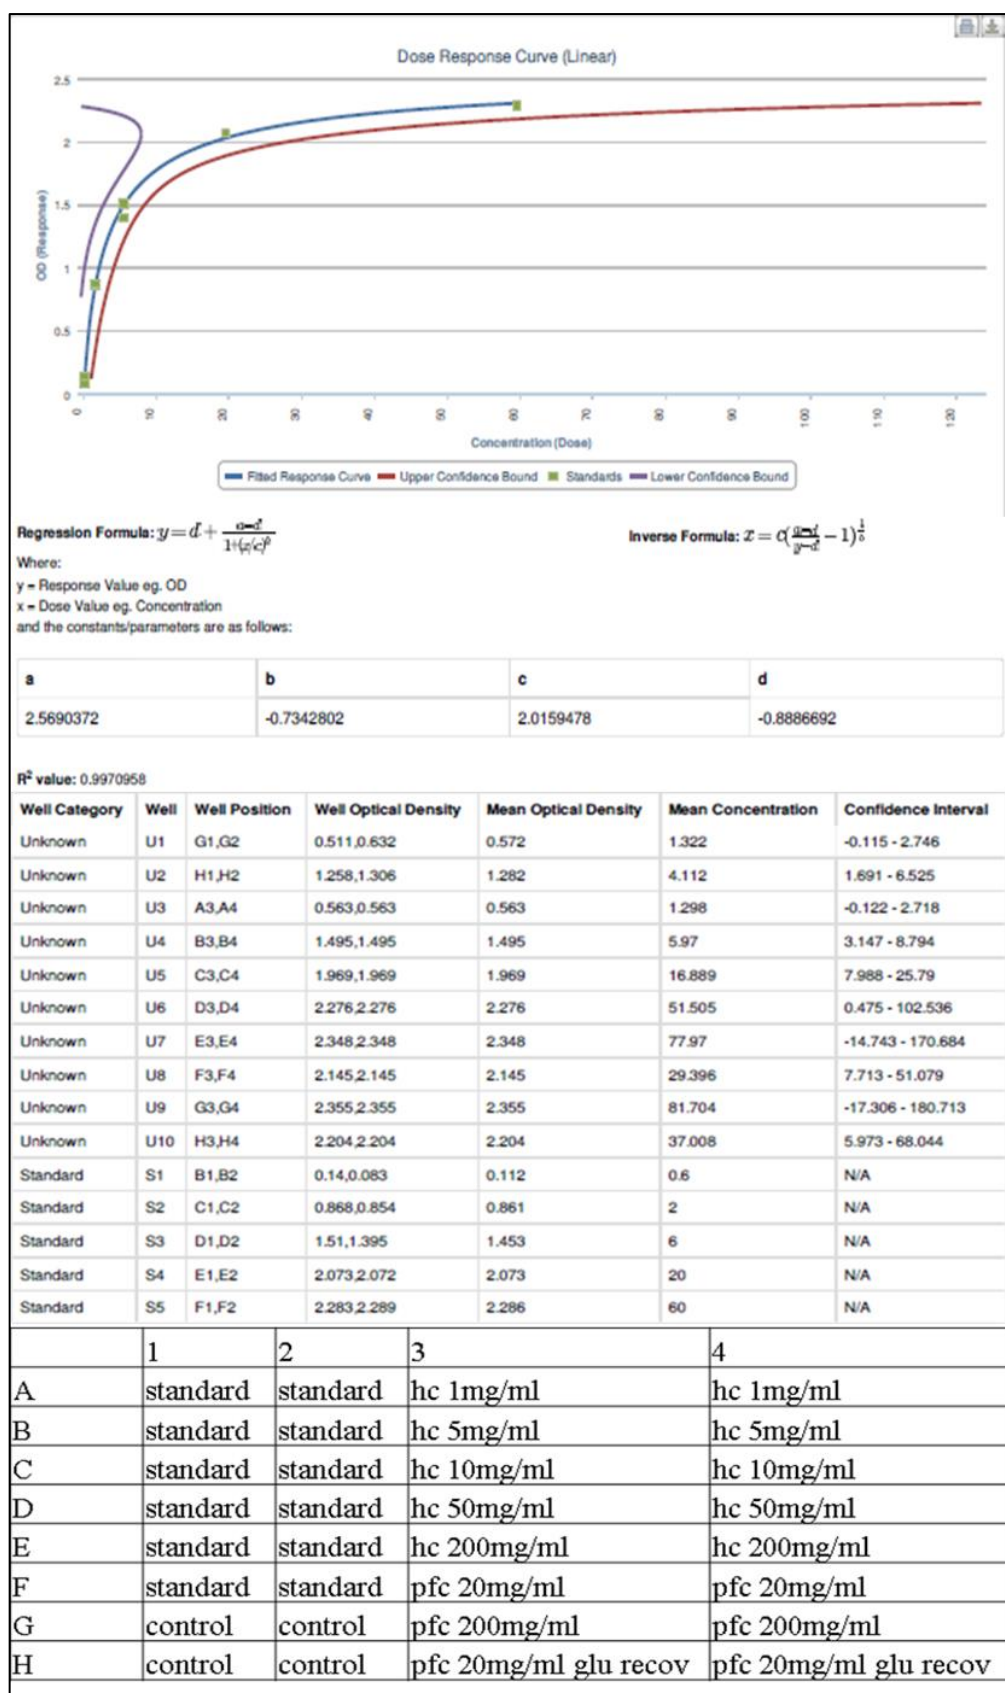 Dose Response Curve (Linear)
2.5
2
1.5
1
0.5
0
OD (Response)
0 10 20 30 40 50 60 70 80 90 100 110 120
Concentration (Dose)
Fitted Response Curve Upper Confidence Bound Standards Lower Confidence Bound
Regression Formula: y = d + (a-d)/(1+(x/c)^b) Inverse Formula: x = c((a-d)/(y-d) - 1)^(1/b)
Where:
y = Response Value eg. OD
x = Dose Value eg. Concentration
and the constants/parameters are as follows:
a b c d
2.5690372 -0.7342802 2.0159478 -0.8886692
R² value: 0.9970958
Well Category Well Well Position Well Optical Density Mean Optical Density Mean Concentration Confidence Interval
Unknown U1 G1,G2 0.511,0.632 0.572 1.322 -0.115 - 2.746
Unknown U2 H1,H2 1.258,1.306 1.282 4.112 1.691 - 6.525
Unknown U3 A3,A4 0.563,0.563 0.563 1.298 -0.122 - 2.718
Unknown U4 B3,B4 1.495,1.495 1.495 5.97 3.147 - 8.794
Unknown U5 C3,C4 1.969,1.969 1.969 16.889 7.988 - 25.79
Unknown U6 D3,D4 2.276,2.276 2.276 51.505 0.475 - 102.536
Unknown U7 E3,E4 2.348,2.348 2.348 77.97 -14.743 - 170.684
Unknown U8 F3,F4 2.145,2.145 2.145 29.396 7.713 - 51.079
Unknown U9 G3,G4 2.355,2.355 2.355 81.704 -17.306 - 180.713
Unknown U10 H3,H4 2.204,2.204 2.204 37.008 5.973 - 68.044
Standard S1 B1,B2 0.14,0.083 0.112 0.6 N/A
Standard S2 C1,C2 0.868,0.854 0.861 2 N/A
Standard S3 D1,D2 1.51,1.395 1.453 6 N/A
Standard S4 E1,E2 2.073,2.072 2.073 20 N/A
Standard S5 F1,F2 2.283,2.289 2.286 60 N/A
1 2 3 4
A standard standard hc 1mg/ml hc 1mg/ml
B standard standard hc 5mg/ml hc 5mg/ml
C standard standard hc 10mg/ml hc 10mg/ml
D standard standard hc 50mg/ml hc 50mg/ml
E standard standard hc 200mg/ml hc 200mg/ml
F standard standard pfc 20mg/ml pfc 20mg/ml
G control control pfc 200mg/ml pfc 200mg/ml
H control control pfc 20mg/ml glu recov pfc 20mg/ml glu recov